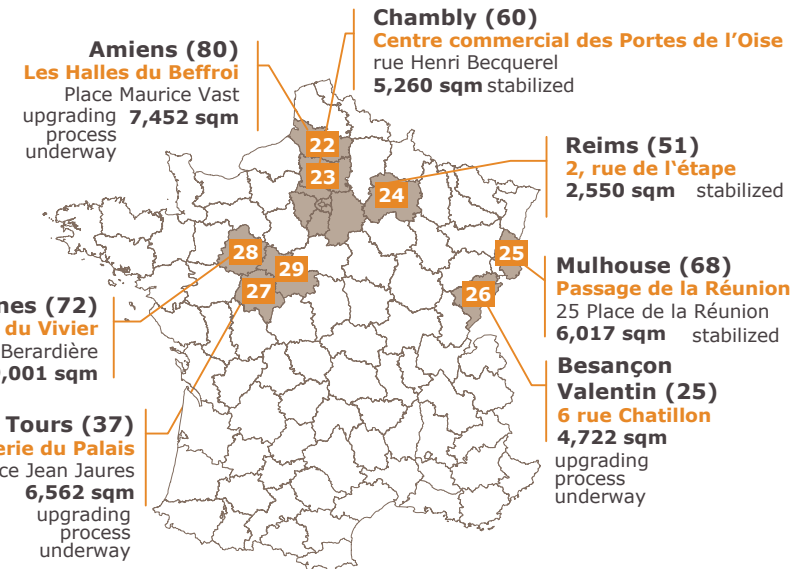 Chambly (60)
Centre commercial des Portes de l’Oise
rue Henri Becquerel
5,260 sqm stabilized
Amiens (80)
Les Halles du Beffroi
Place Maurice Vast
upgrading 7,452 sqm
process
underway
22
23
24
Reims (51)
2, rue de l‘étape
2,550 sqm stabilized
25
28
29
27
26
Mulhouse (68)
Passage de la Réunion
25 Place de la Réunion
6,017 sqm stabilized
(72)
du Vivier
Berardière
Besançon
Valentin (25)
6 rue Chatillon
4,722 sqm
upgrading
process
underway
Tours (37)
du Palais
Jean Jaures
6,562 sqm
upgrading
process
underway